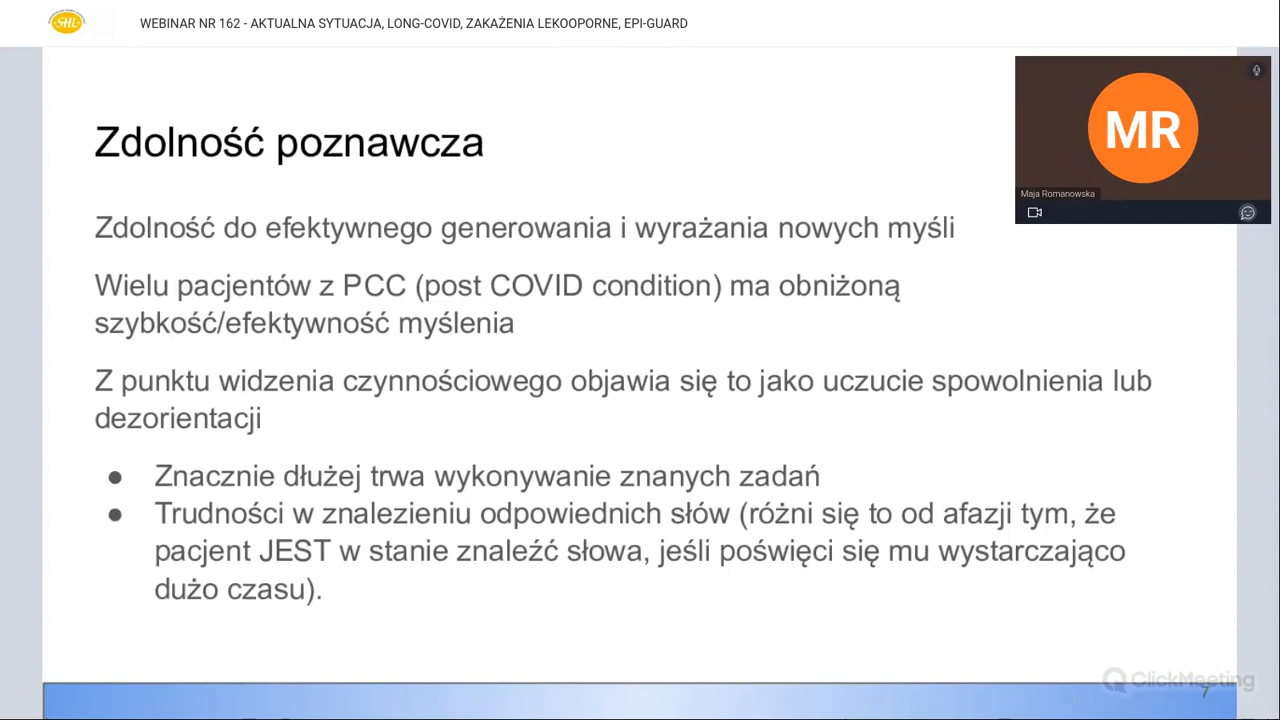 SHL
WEBINAR NR 162 - AKTUALNA SYTUACJA, LONG-COVID, ZAKAŻENIA LEKOOPORNE, EPI-GUARD
MR
Maja Romanowska
Zdolność poznawcza
Zdolność do efektywnego generowania i wyrażania nowych myśli
Wielu pacjentów z PCC (post COVID condition) ma obniżoną
szybkość/efektywność myślenia
Z punktu widzenia czynnościowego objawia się to jako uczucie spowolnienia lub
dezorientacji
● Znacznie dłużej trwa wykonywanie znanych zadań
● Trudności w znalezieniu odpowiednich słów (różni się to od afazji tym, że
pacjent JEST w stanie znaleźć słowa, jeśli poświęci się mu wystarczająco
dużo czasu).
ClickMeeting
7